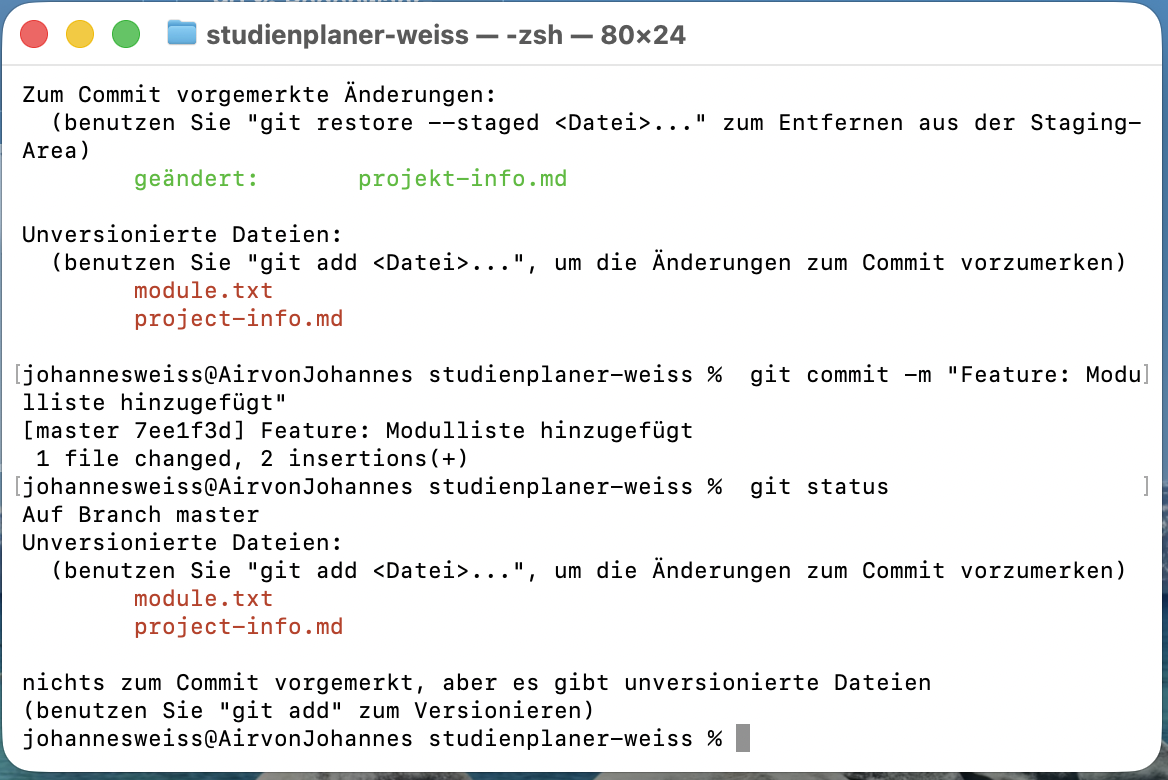 studienplaner-weiss — -zsh — 80×24
Zum Commit vorgemerkte Änderungen:
  (benutzen Sie "git restore --staged <Datei>..." zum Entfernen aus der Staging-
Area)
        geändert:       projekt-info.md

Unversionierte Dateien:
  (benutzen Sie "git add <Datei>...", um die Änderungen zum Commit vorzumerken)
        module.txt
        project-info.md

[johannesweiss@AirvonJohannes studienplaner-weiss %  git commit -m "Feature: Modu]
lliste hinzugefügt"
[master 7ee1f3d] Feature: Modulliste hinzugefügt
 1 file changed, 2 insertions(+)
[johannesweiss@AirvonJohannes studienplaner-weiss %  git status                  ]
Auf Branch master
Unversionierte Dateien:
  (benutzen Sie "git add <Datei>...", um die Änderungen zum Commit vorzumerken)
        module.txt
        project-info.md

nichts zum Commit vorgemerkt, aber es gibt unversionierte Dateien
(benutzen Sie "git add" zum Versionieren)
johannesweiss@AirvonJohannes studienplaner-weiss %